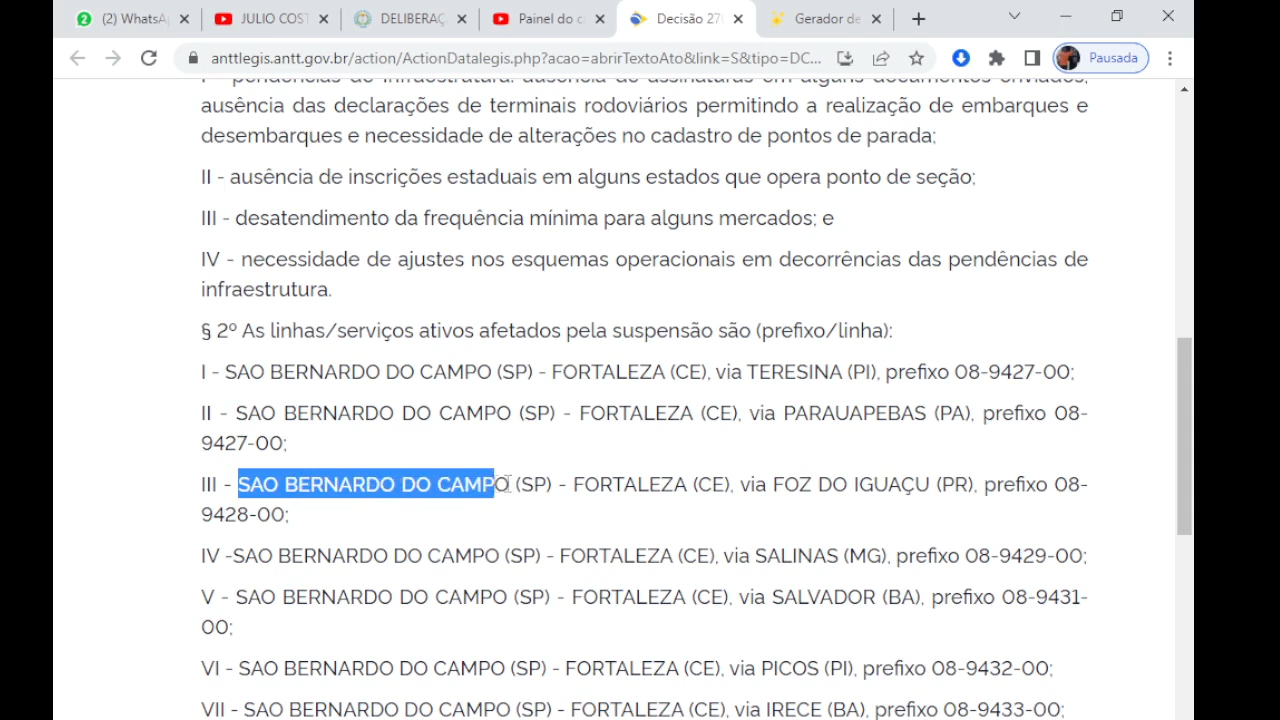 (2) WhatsA
JULIO COST
DELIBERAÇ
Painel do c
Decisão 27
Gerador de
anttlegis.antt.gov.br/action/ActionDatalegis.php?acao=abrirTextoAto&link=S&tipo=DC...
Pausada
I - pendências de infraestrutura: ausência de assinaturas em alguns documentos enviados,
ausência das declarações de terminais rodoviários permitindo a realização de embarques e
desembarques e necessidade de alterações no cadastro de pontos de parada;
II - ausência de inscrições estaduais em alguns estados que opera ponto de seção;
III - desatendimento da frequência mínima para alguns mercados; e
IV - necessidade de ajustes nos esquemas operacionais em decorrências das pendências de
infraestrutura.
§ 2º As linhas/serviços ativos afetados pela suspensão são (prefixo/linha):
I - SAO BERNARDO DO CAMPO (SP) - FORTALEZA (CE), via TERESINA (PI), prefixo 08-9427-00;
II - SAO BERNARDO DO CAMPO (SP) - FORTALEZA (CE), via PARAUAPEBAS (PA), prefixo 08-
9427-00;
III - SAO BERNARDO DO CAMPO (SP) - FORTALEZA (CE), via FOZ DO IGUAÇU (PR), prefixo 08-
9428-00;
IV -SAO BERNARDO DO CAMPO (SP) - FORTALEZA (CE), via SALINAS (MG), prefixo 08-9429-00;
V - SAO BERNARDO DO CAMPO (SP) - FORTALEZA (CE), via SALVADOR (BA), prefixo 08-9431-
00;
VI - SAO BERNARDO DO CAMPO (SP) - FORTALEZA (CE), via PICOS (PI), prefixo 08-9432-00;
VII - SAO BERNARDO DO CAMPO (SP) - FORTALEZA (CE), via IRECE (BA), prefixo 08-9433-00;